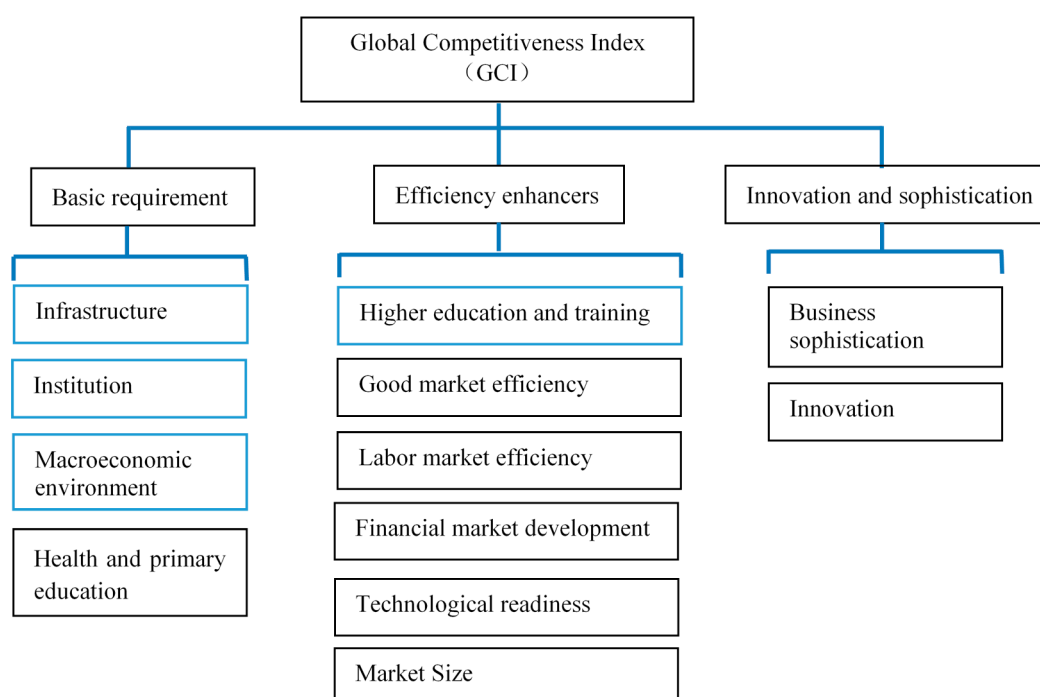 Global Competitiveness Index
（GCI）
Basic requirement
Efficiency enhancers
Innovation and sophistication
Infrastructure
Institution
Macroeconomic
environment
Health and primary
education
Higher education and training
Good market efficiency
Labor market efficiency
Financial market development
Technological readiness
Market Size
Business
sophistication
Innovation